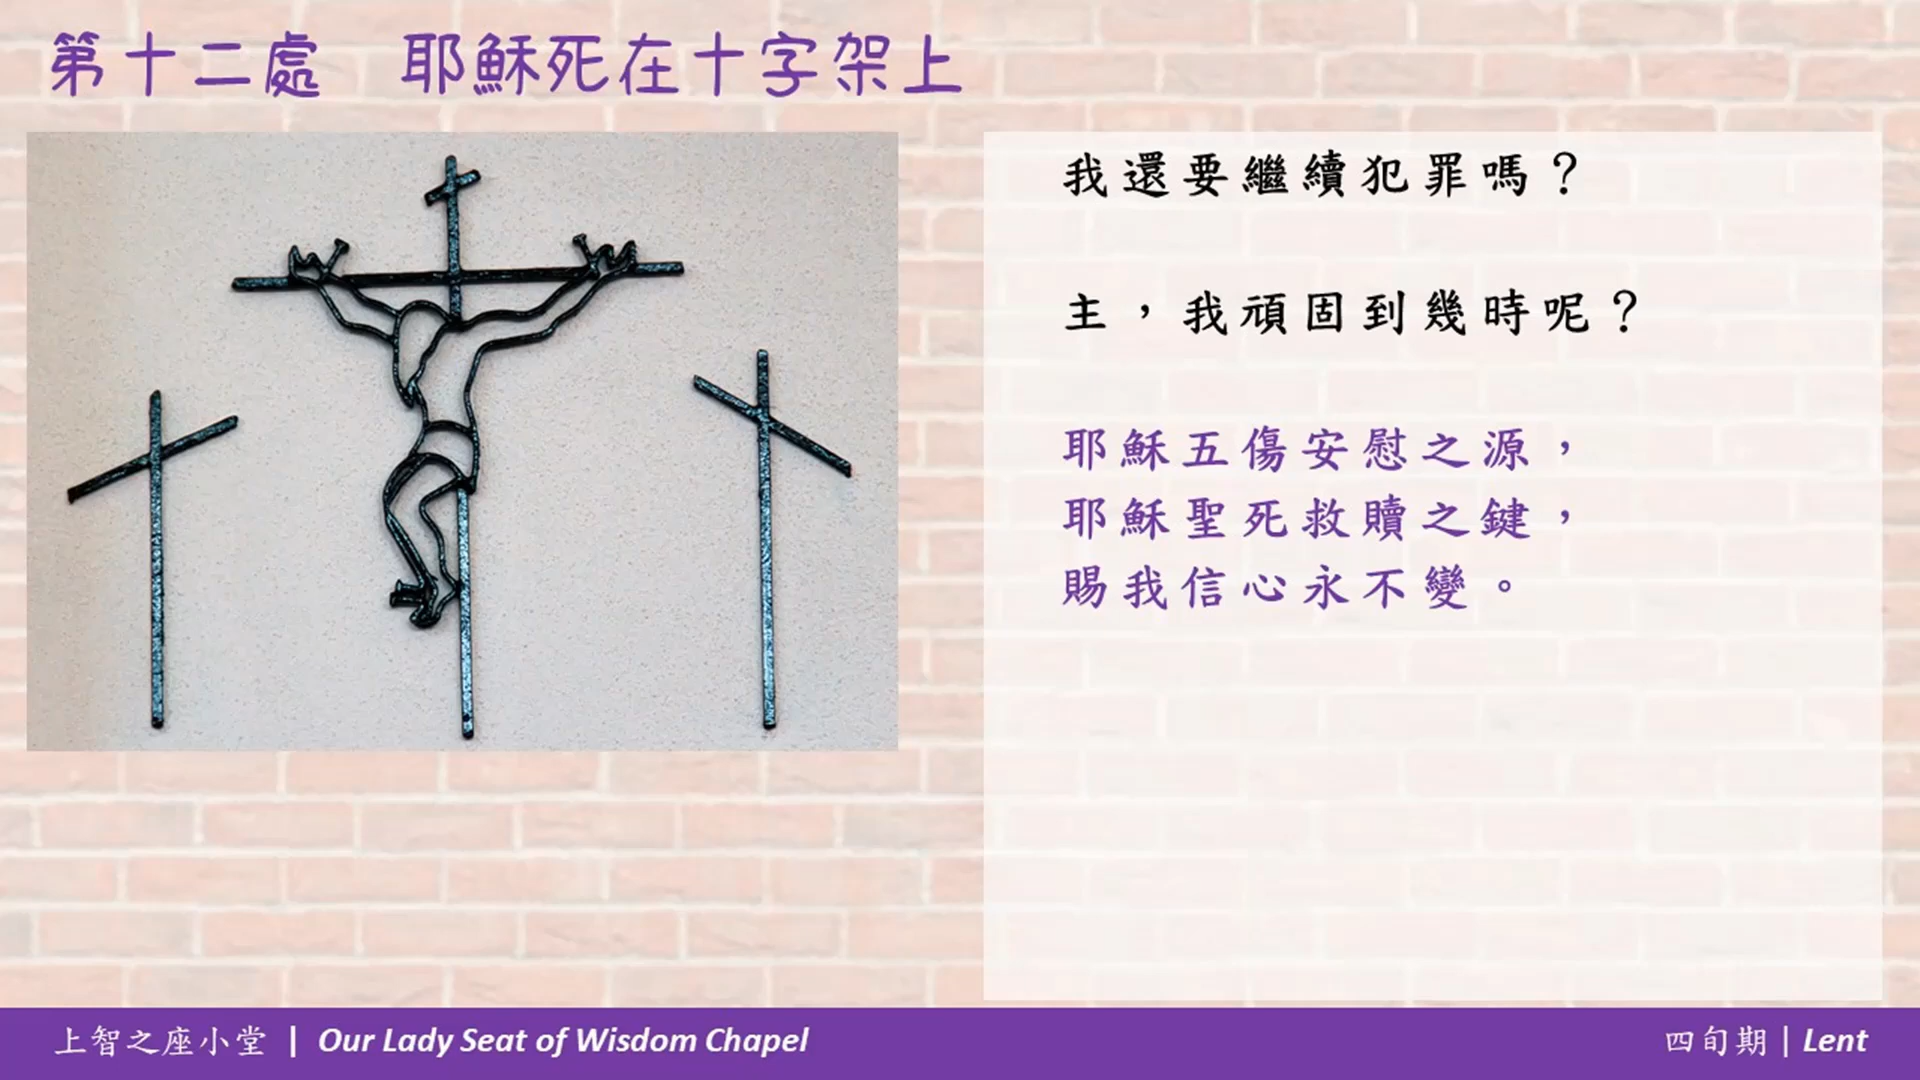 第十二處 耶穌死在十字架上
我還要繼續犯罪嗎？
主，我頑固到幾時呢？
耶穌五傷安慰之源，
耶穌聖死救贖之鍵，
賜我信心永不變。
上智之座小堂 | Our Lady Seat of Wisdom Chapel
四旬期 | Lent